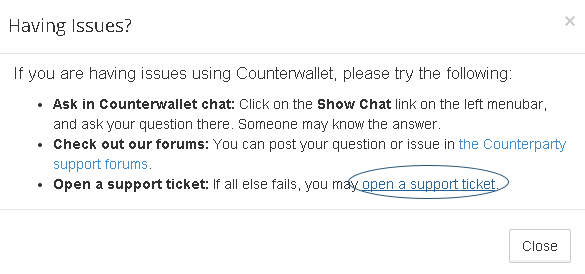 Having Issues?
×
If you are having issues using Counterwallet, please try the following:
• Ask in Counterwallet chat: Click on the Show Chat link on the left menubar,
and ask your question there. Someone may know the answer.
• Check out our forums: You can post your question or issue in the Counterparty
support forums.
• Open a support ticket: If all else fails, you may open a support ticket.
Close